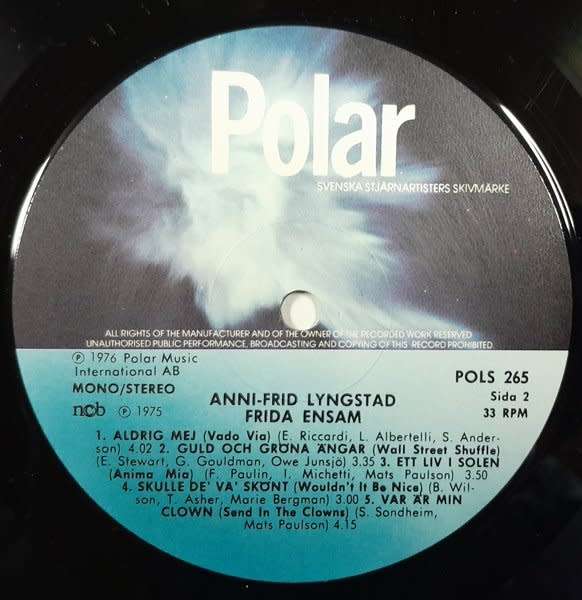 Polar
SVENSKA STJÄRNARTISTERS SKIVMÄRKE
ALL RIGHTS OF THE MANUFACTURER AND OF THE OWNER OF THE RECORDED WORK RESERVED
UNAUTHORISED PUBLIC PERFORMANCE, BROADCASTING AND COPYING OF THIS RECORD PROHIBITED
℗ 1976 Polar Music
International AB
MONO/STEREO
ncb ℗ 1975
POLS 265
Sida 2
33 RPM
ANNI-FRID LYNGSTAD
FRIDA ENSAM
1. ALDRIG MEJ (Vado Via) (E. Riccardi, L. Albertelli, S. Ander-
son) 4.02 2. GULD OCH GRÖNA ÄNGAR (Wall Street Shuffle)
(E. Stewart, G. Gouldman, Owe Junsjö) 3.35 3. ETT LIV I SOLEN
(Anima Mia) (F. Paulin, I. Michetti, Mats Paulson) 3.50
4. SKULLE DE' VA' SKÖNT (Wouldn't It Be Nice) (B. Wil-
son, T. Asher, Marie Bergman) 3.00 5. VAR ÄR MIN
CLOWN (Send In The Clowns) (S. Sondheim,
Mats Paulson) 4.15